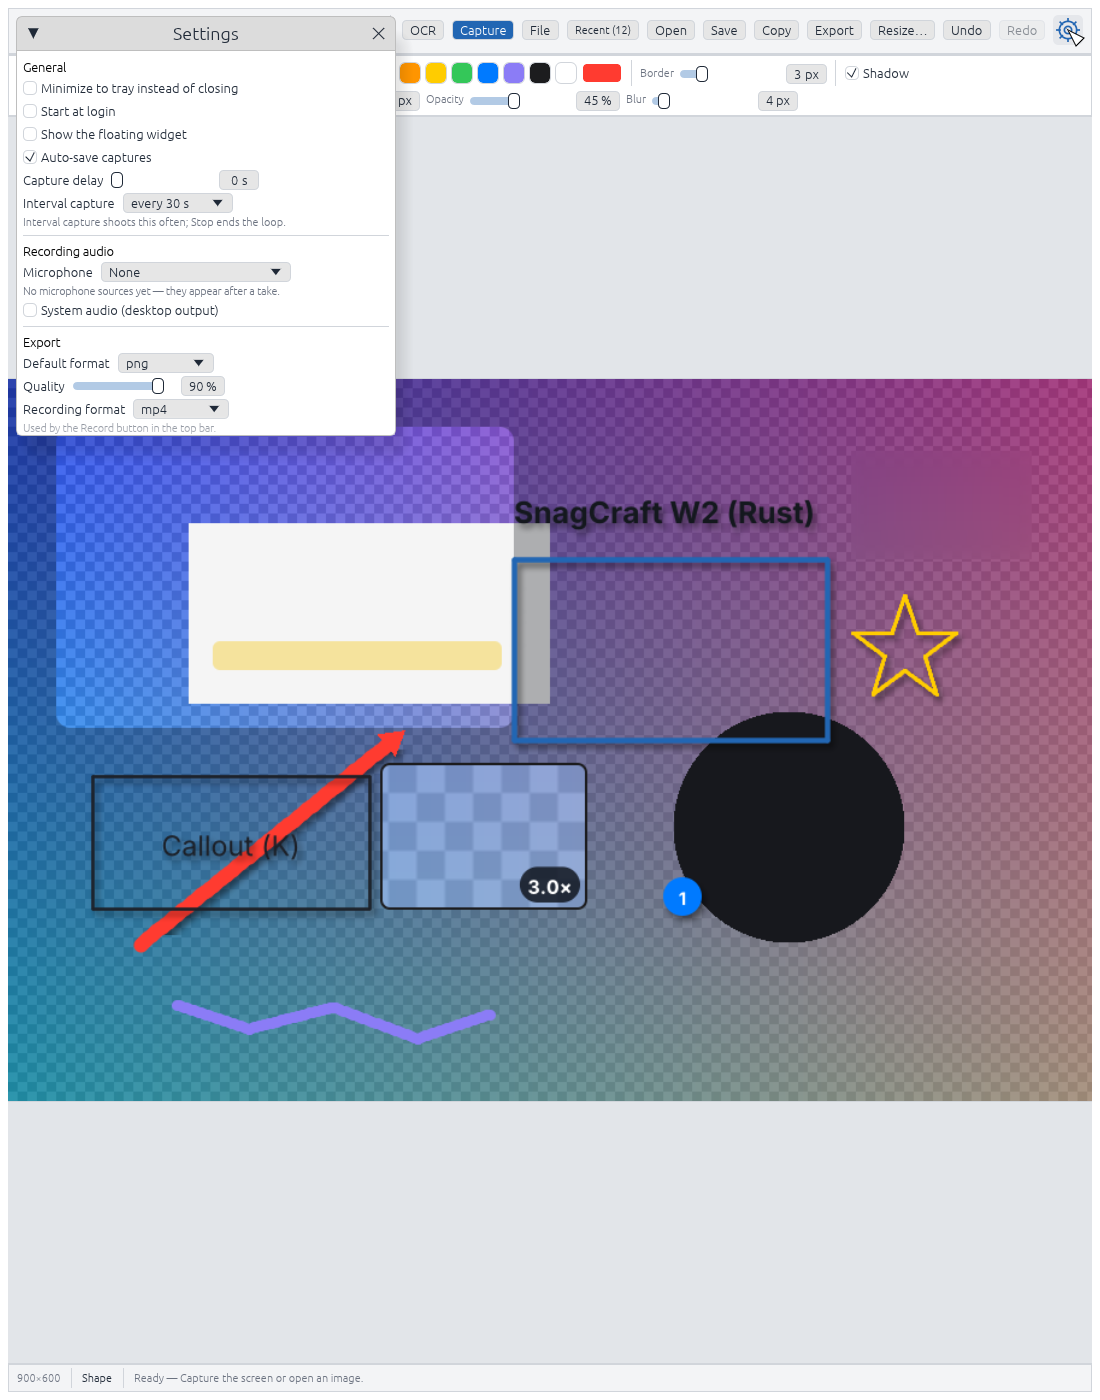 Settings
OCR Capture File Recent (12) Open Save Copy Export Resize... Undo Redo
Border 3 px Shadow
px Opacity 45 % Blur 4 px
General
Minimize to tray instead of closing
Start at login
Show the floating widget
Auto-save captures
Capture delay 0 s
Interval capture every 30 s
Interval capture shoots this often; Stop ends the loop.
Recording audio
Microphone None
No microphone sources yet — they appear after a take.
System audio (desktop output)
Export
Default format png
Quality 90 %
Recording format mp4
Used by the Record button in the top bar.
SnagCraft W2 (Rust)
Callout (K)
3.0×
1
900×600 Shape Ready — Capture the screen or open an image.